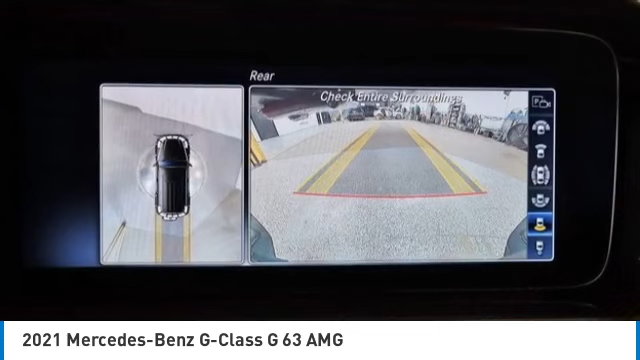 Rear
Check Entire Surroundings
2021 Mercedes-Benz G-Class G 63 AMG